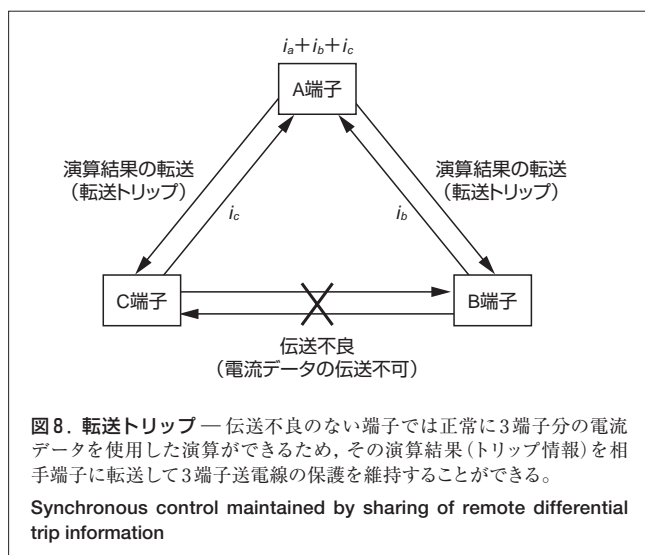 ia+ib+ic
A端子
演算結果の転送
(転送トリップ)
演算結果の転送
(転送トリップ)
ic
ib
C端子
B端子
伝送不良
(電流データの伝送不可)
図8. 転送トリップ — 伝送不良のない端子では正常に3端子分の電流
データを使用した演算ができるため,その演算結果(トリップ情報)を相
手端子に転送して3端子送電線の保護を維持することができる。
Synchronous control maintained by sharing of remote differential
trip information